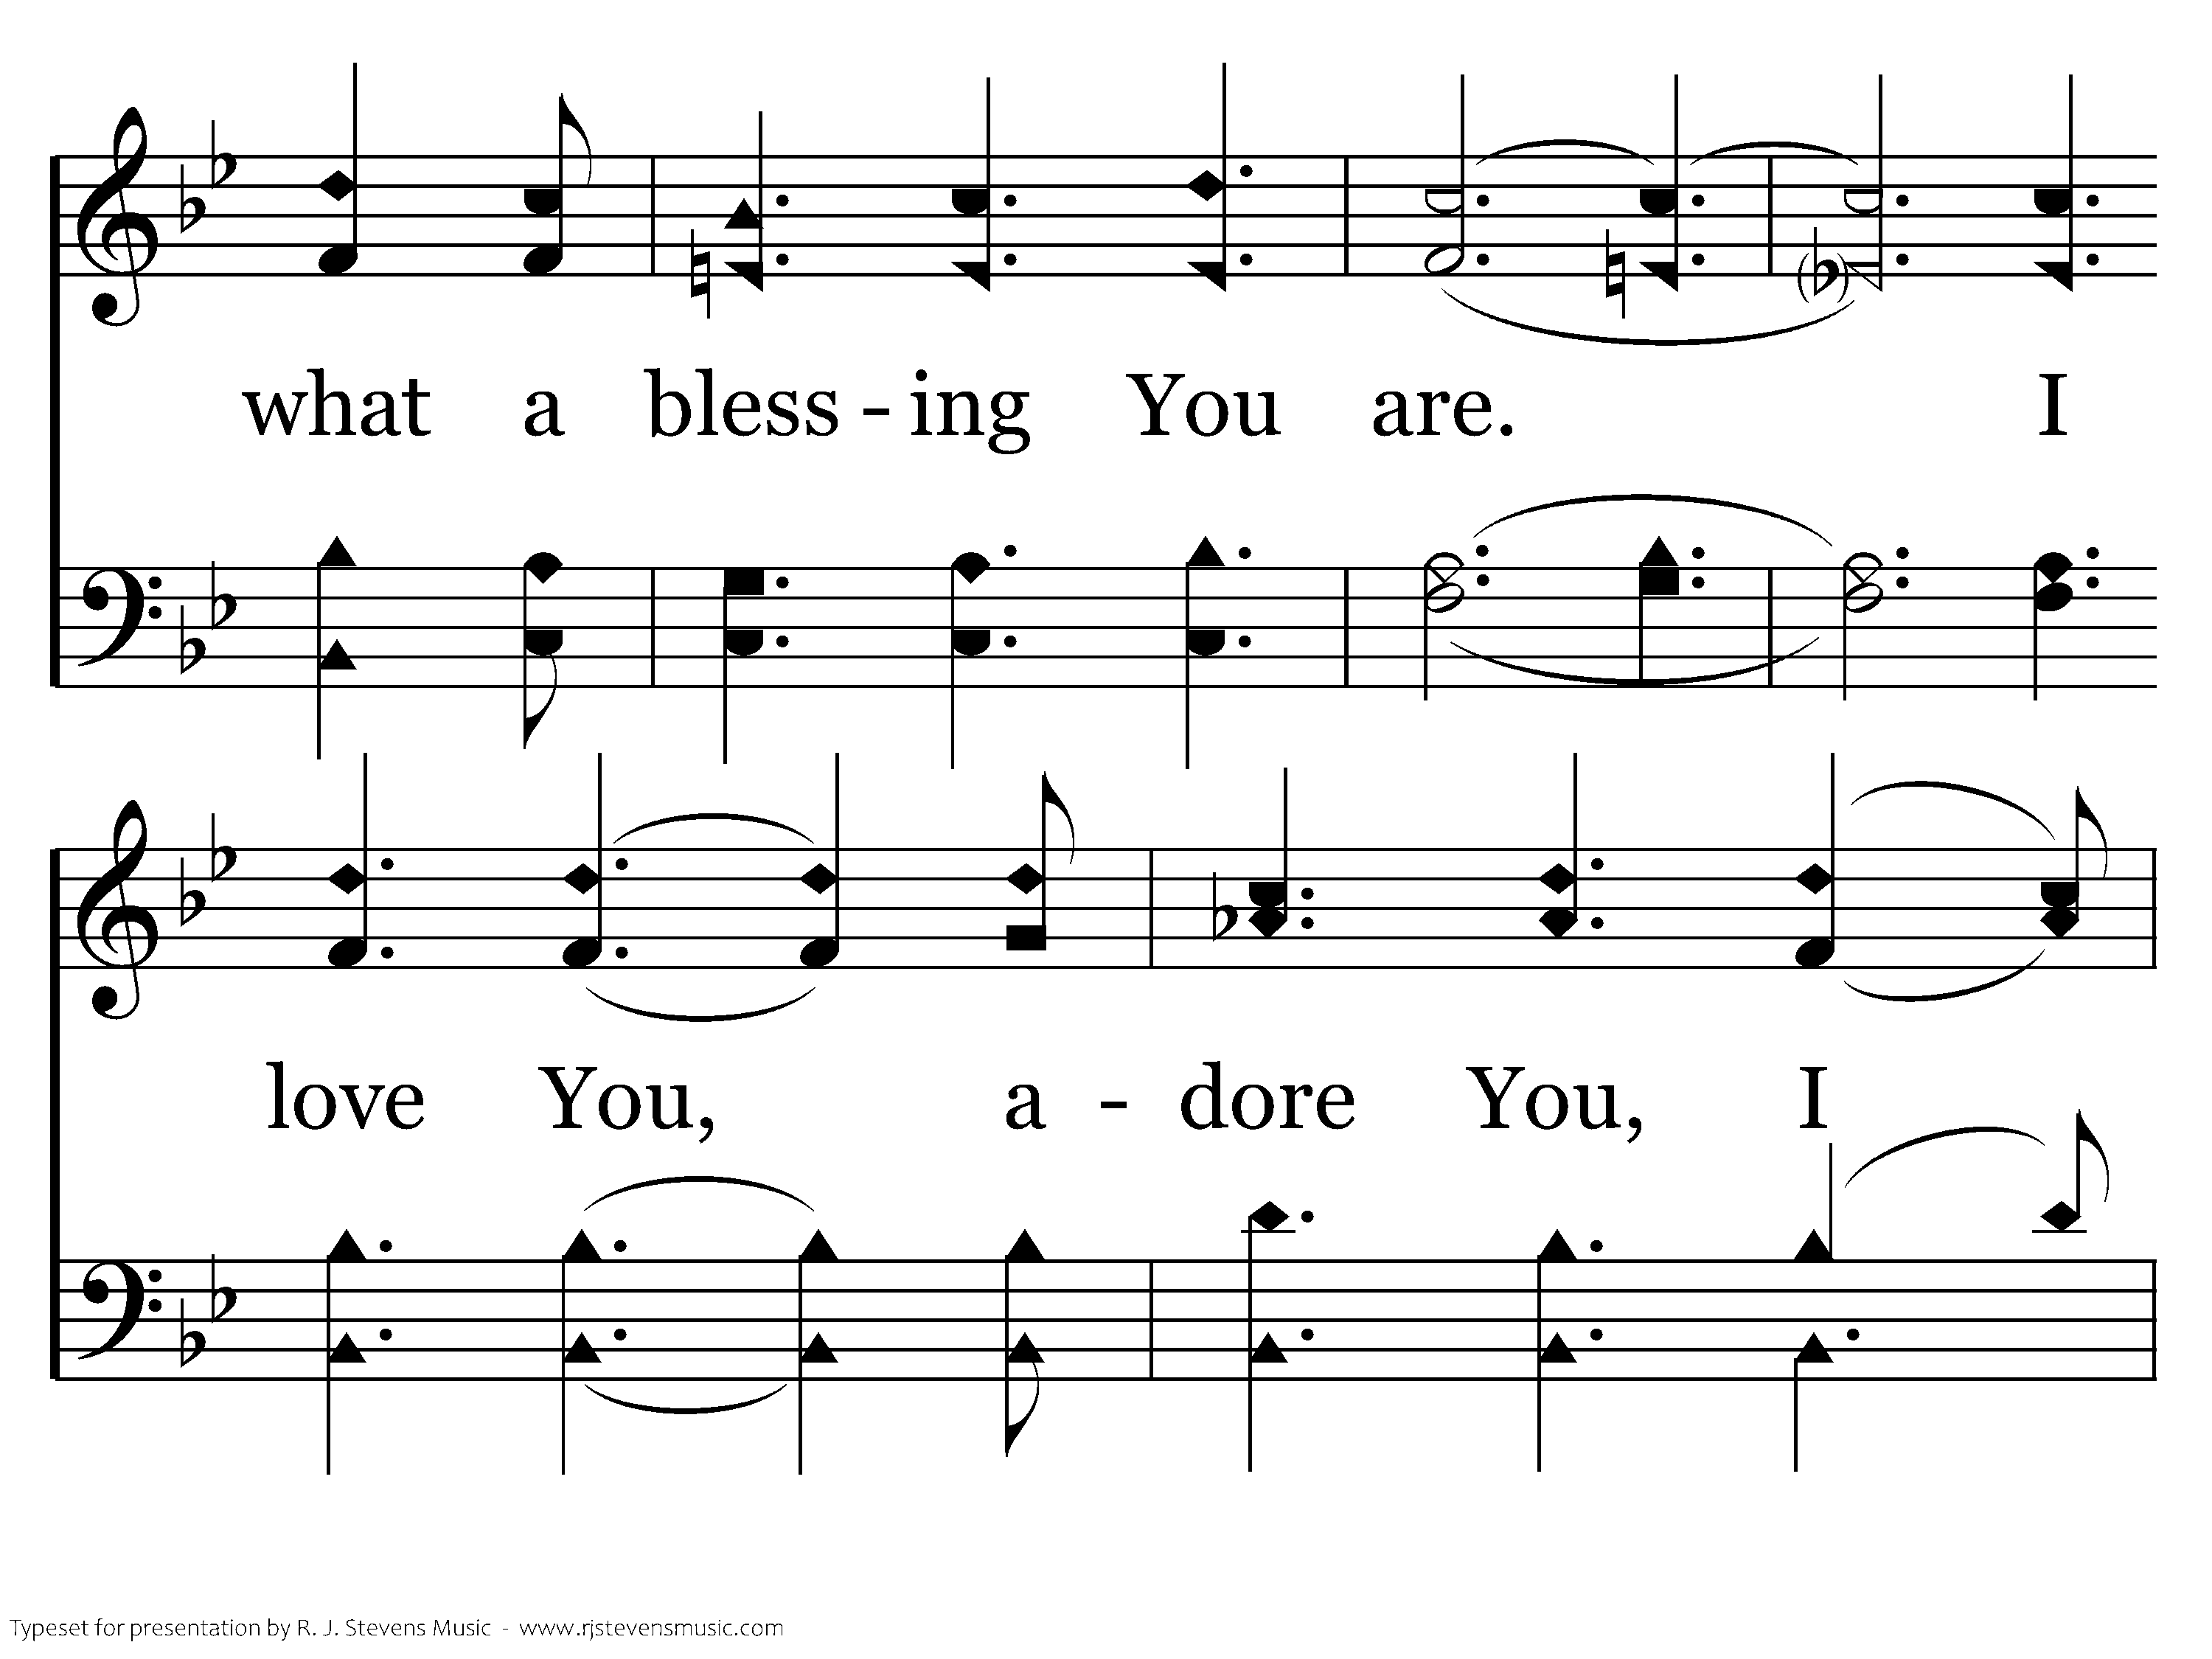 what a bless - ing You are. I
love You, a - dore You, I
Typeset for presentation by R. J. Stevens Music - www.rjstevensmusic.com